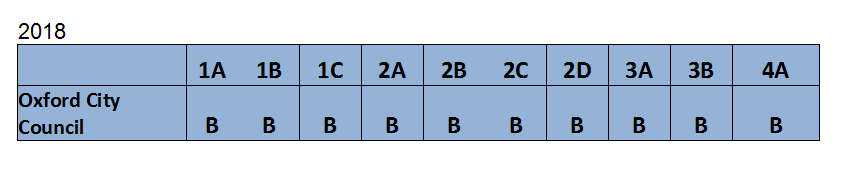 2018
1A 1B 1C 2A 2B 2C 2D 3A 3B 4A
Oxford City
Council B B B B B B B B B B